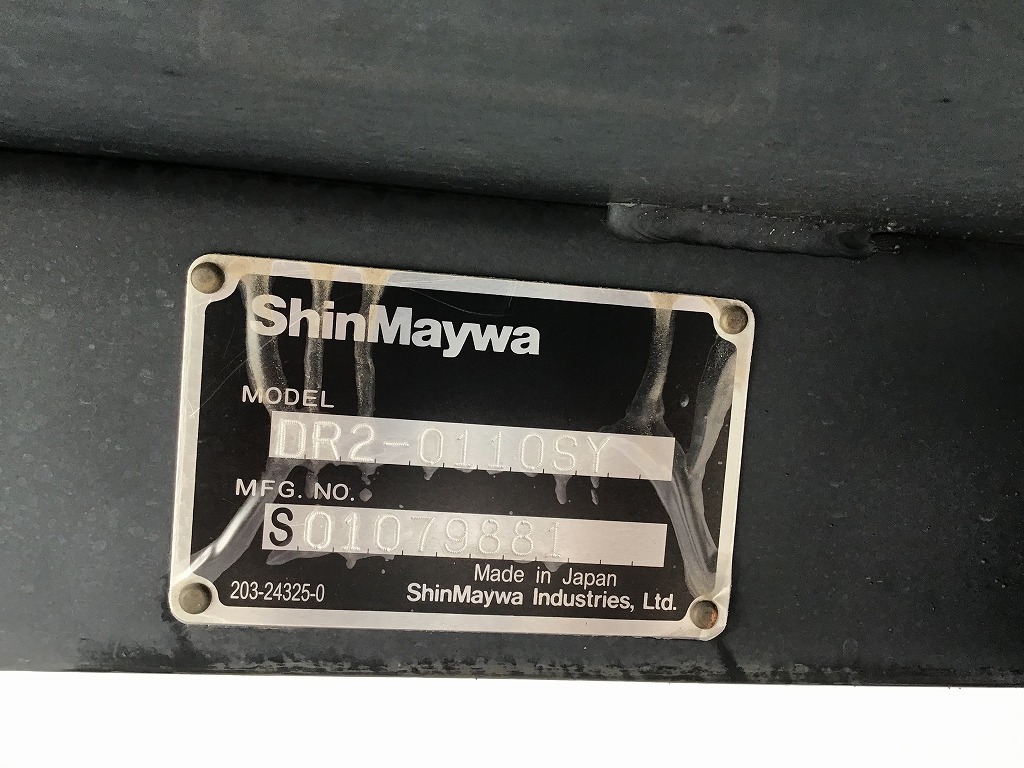 ShinMaywa
MODEL
DR2-0110SY
MFG. NO.
S01079881
Made in Japan
203-24325-0 ShinMaywa Industries, Ltd.